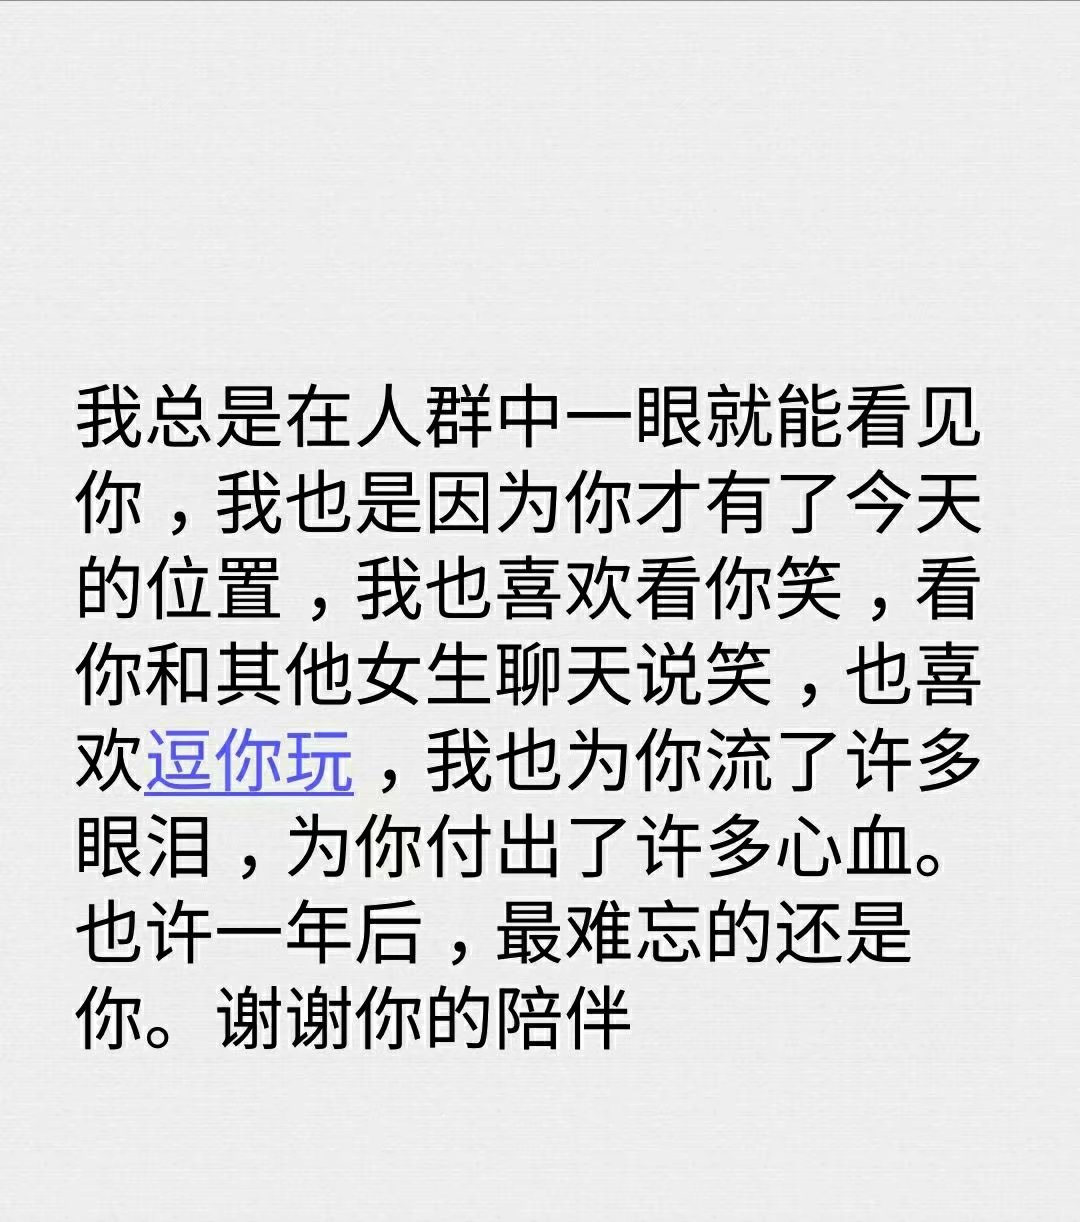 我总是在人群中一眼就能看见
你，我也是因为你才有了今天
的位置，我也喜欢看你笑，看
你和其他女生聊天说笑，也喜
欢逗你玩，我也为你流了许多
眼泪，为你付出了许多心血。
也许一年后，最难忘的还是
你。谢谢你的陪伴